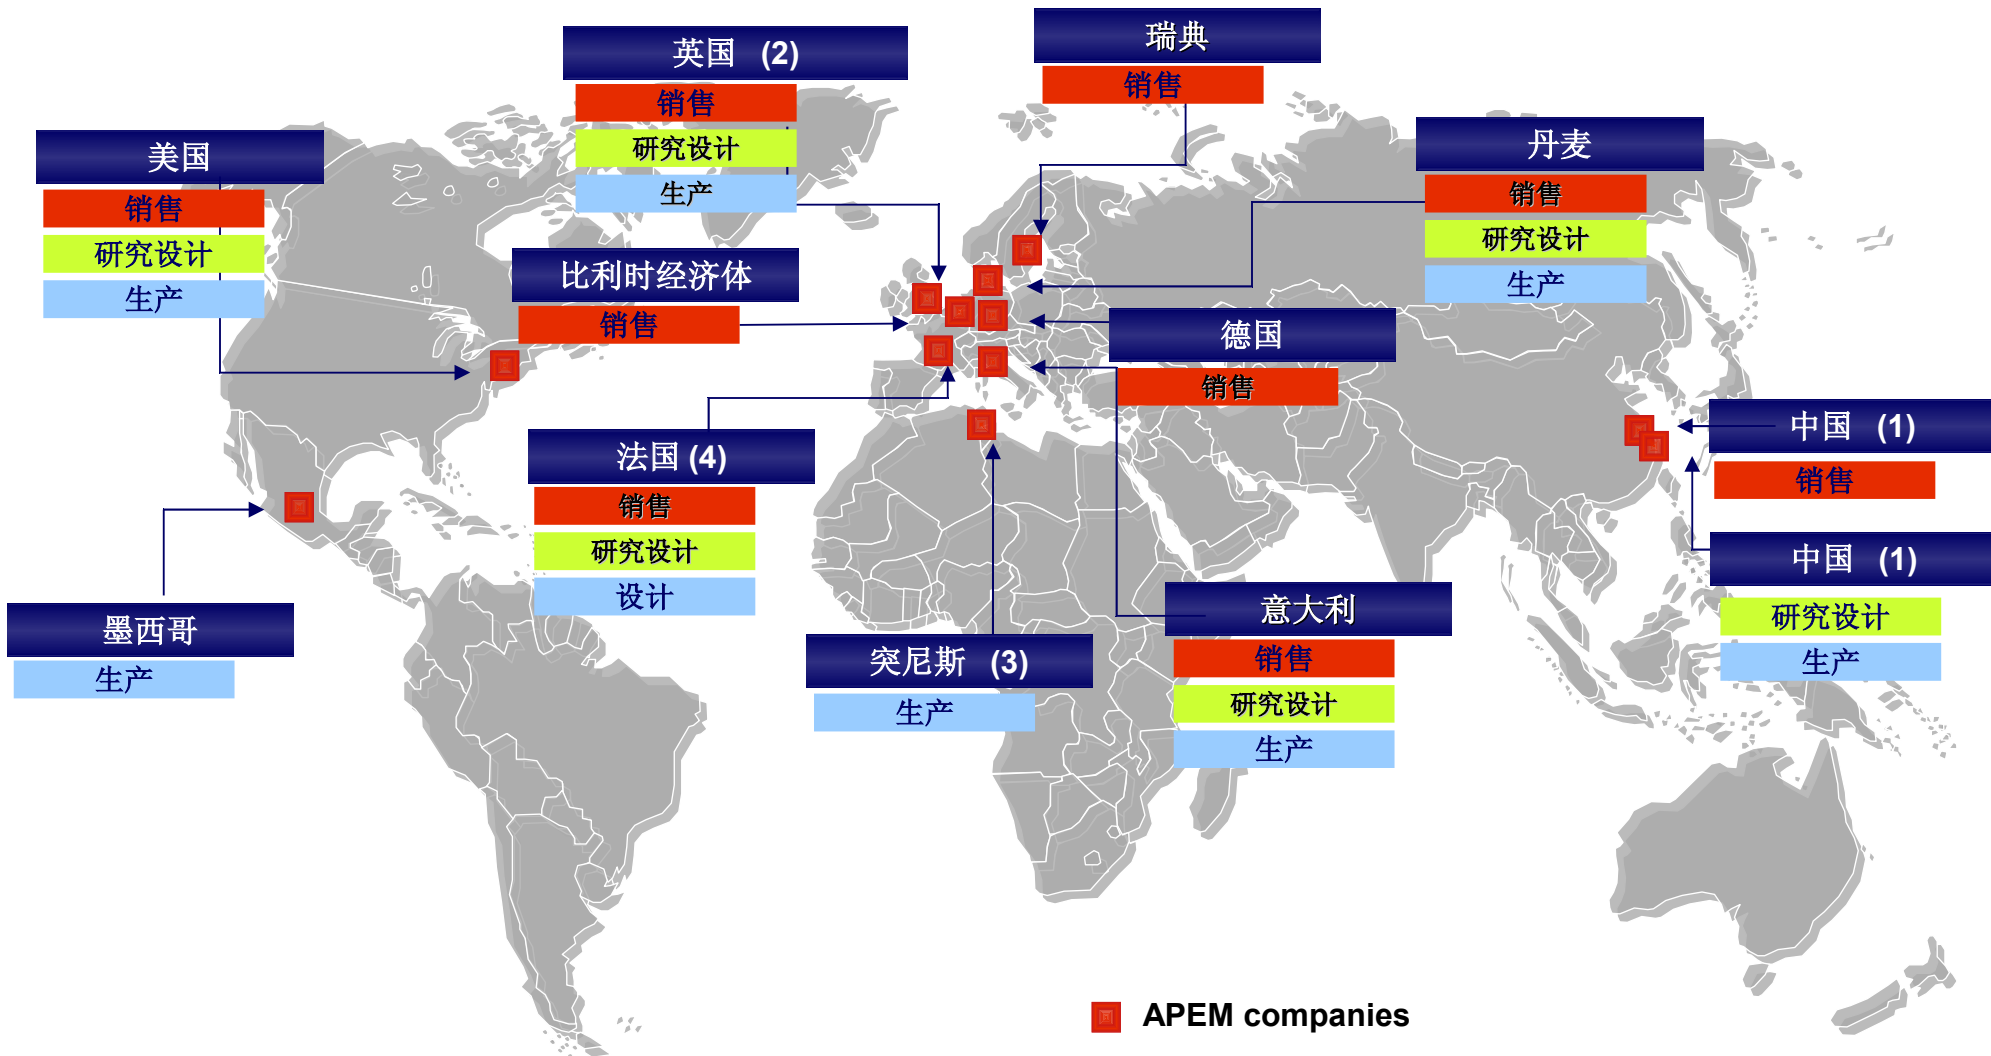 瑞典
销售
英国 (2)
销售
研究设计
生产
美国
销售
研究设计
生产
丹麦
销售
研究设计
生产
比利时经济体
销售
德国
销售
中国 (1)
销售
法国 (4)
销售
研究设计
设计
中国 (1)
研究设计
生产
墨西哥
生产
突尼斯 (3)
生产
意大利
销售
研究设计
生产
APEM companies